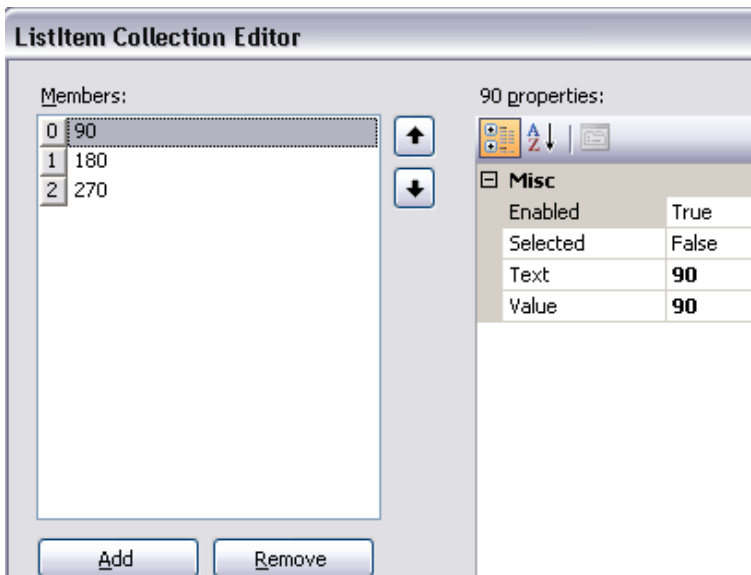 ListItem Collection Editor
Members:
0 90
1 180
2 270
Add Remove
90 properties:
A
Z
Misc
Enabled True
Selected False
Text 90
Value 90